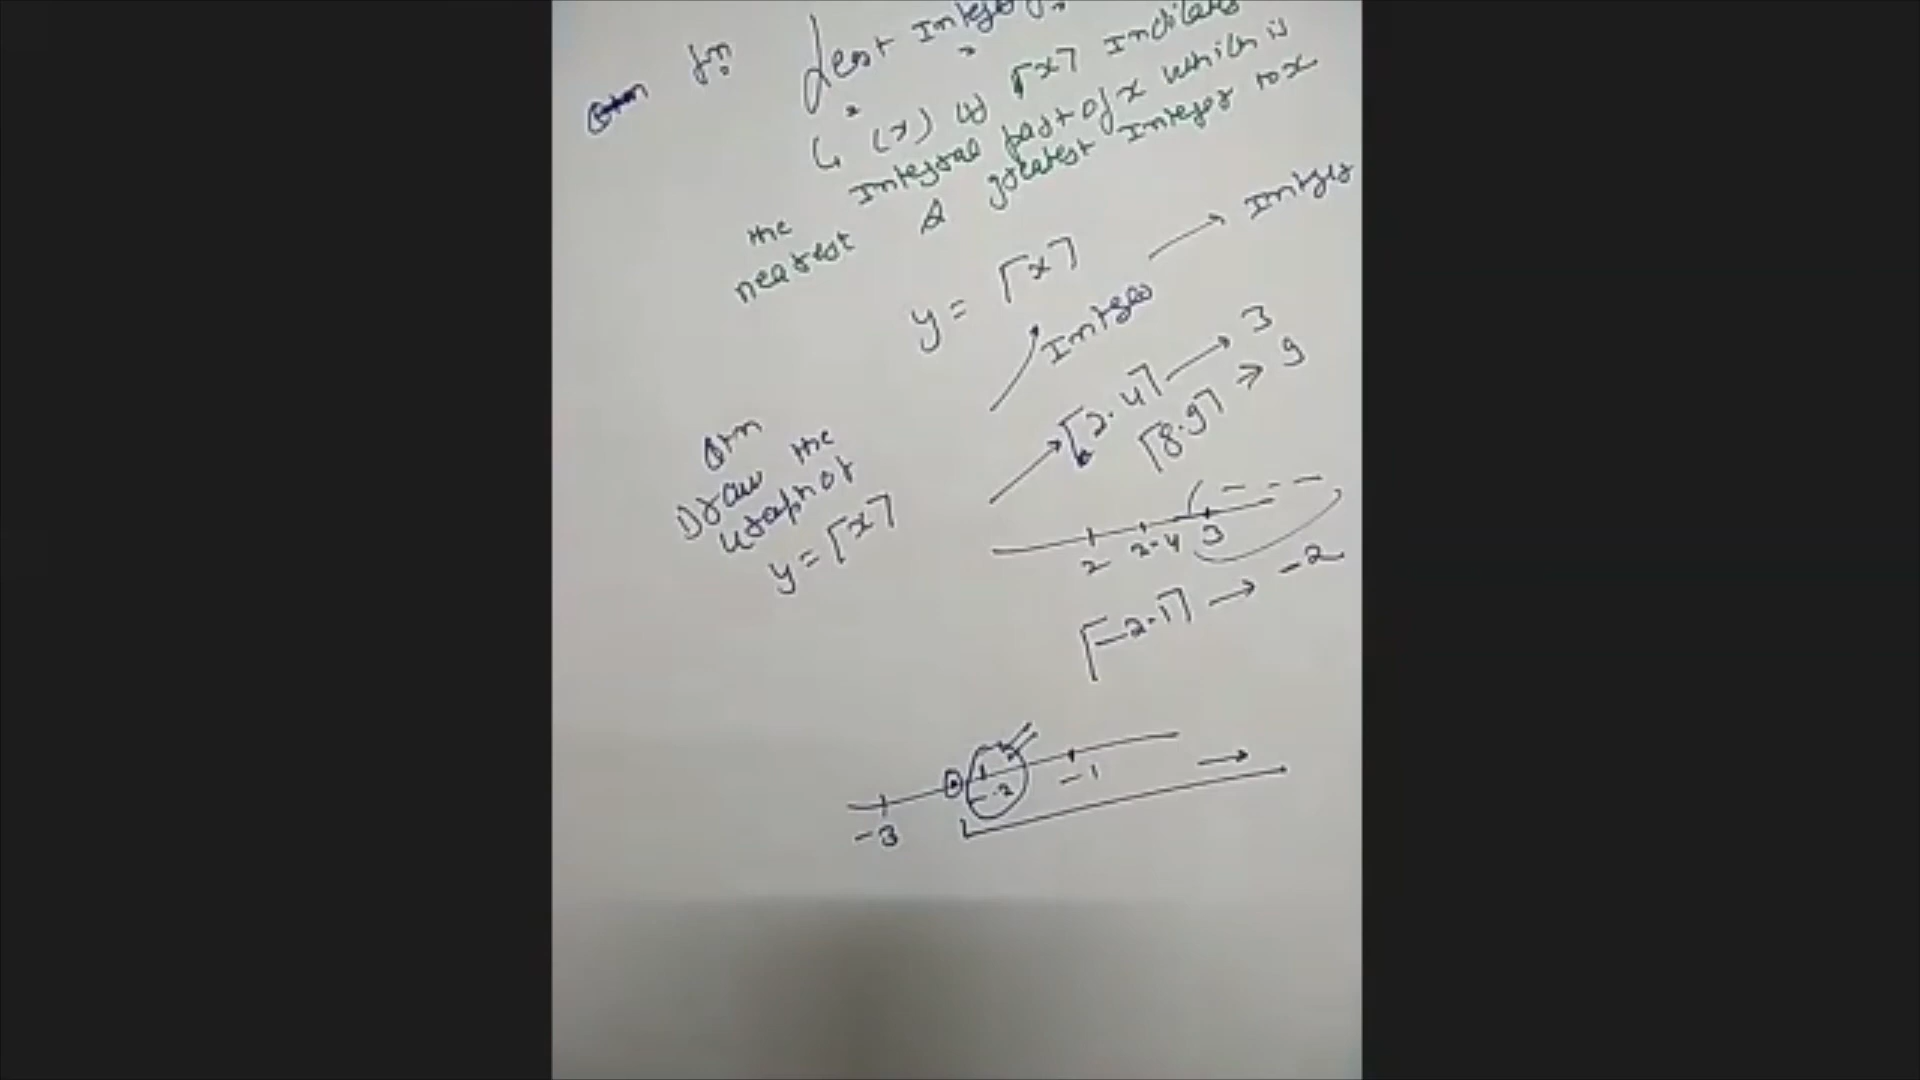 fn: Least Integer
↳ (x) or ⌈x⌉ Indicates
the Integral part of x which is
nearest & greatest Integer to x
y = ⌈x⌉
→ Integer
Integer
⌈2.4⌉ → 3
⌈8.9⌉ → 9
Draw the
Graph of
y = ⌈x⌉
2 2.4 3
⌈-2.1⌉ → -2
-3 -2 -1